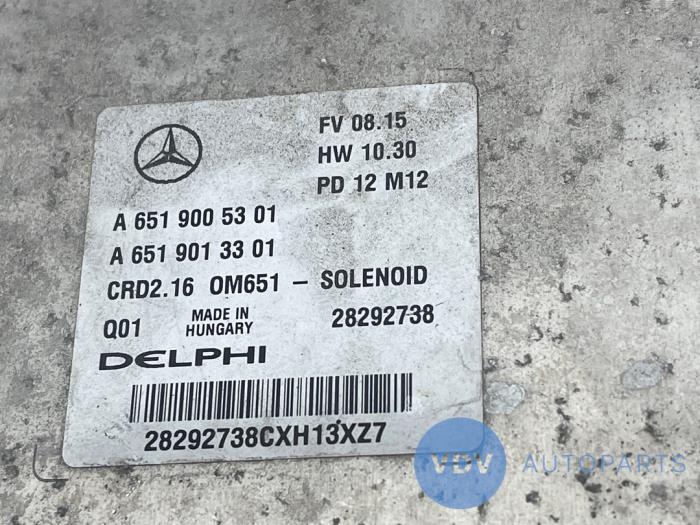 FV 08.15
HW 10.30
PD 12 M12
A 651 900 53 01
A 651 901 33 01
CRD2.16 OM651 – SOLENOID
Q01 MADE IN HUNGARY 28292738
DELPHI
28292738CXH13XZ7
VDV AUTOPARTS